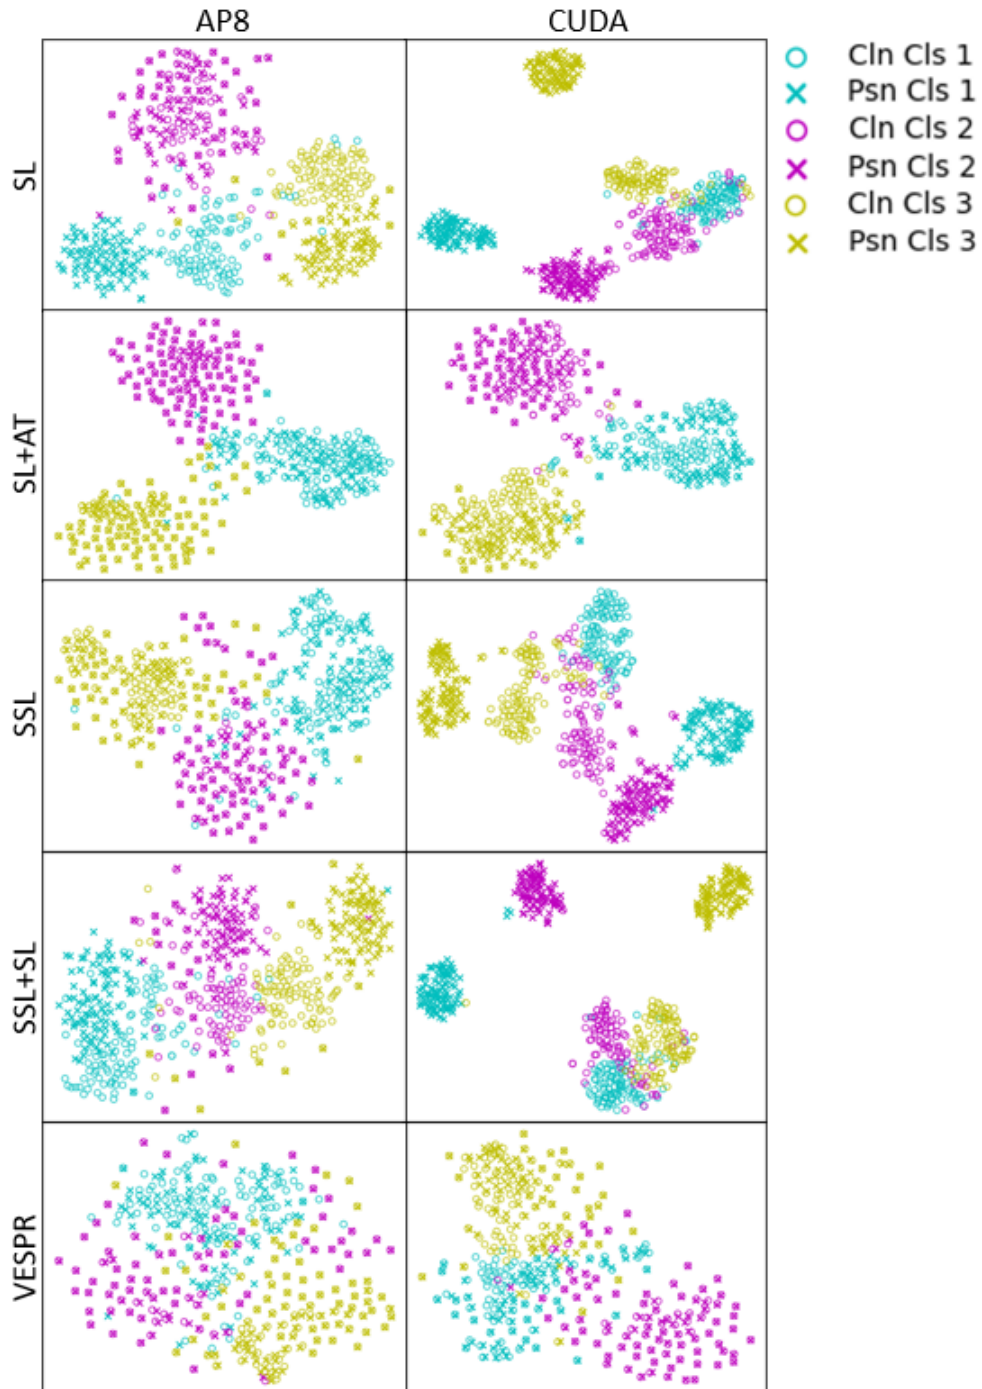 AP8 CUDA
Cln Cls 1
Psn Cls 1
Cln Cls 2
Psn Cls 2
Cln Cls 3
Psn Cls 3
SL
SL+AT
SSL
SSL+SL
VESPR